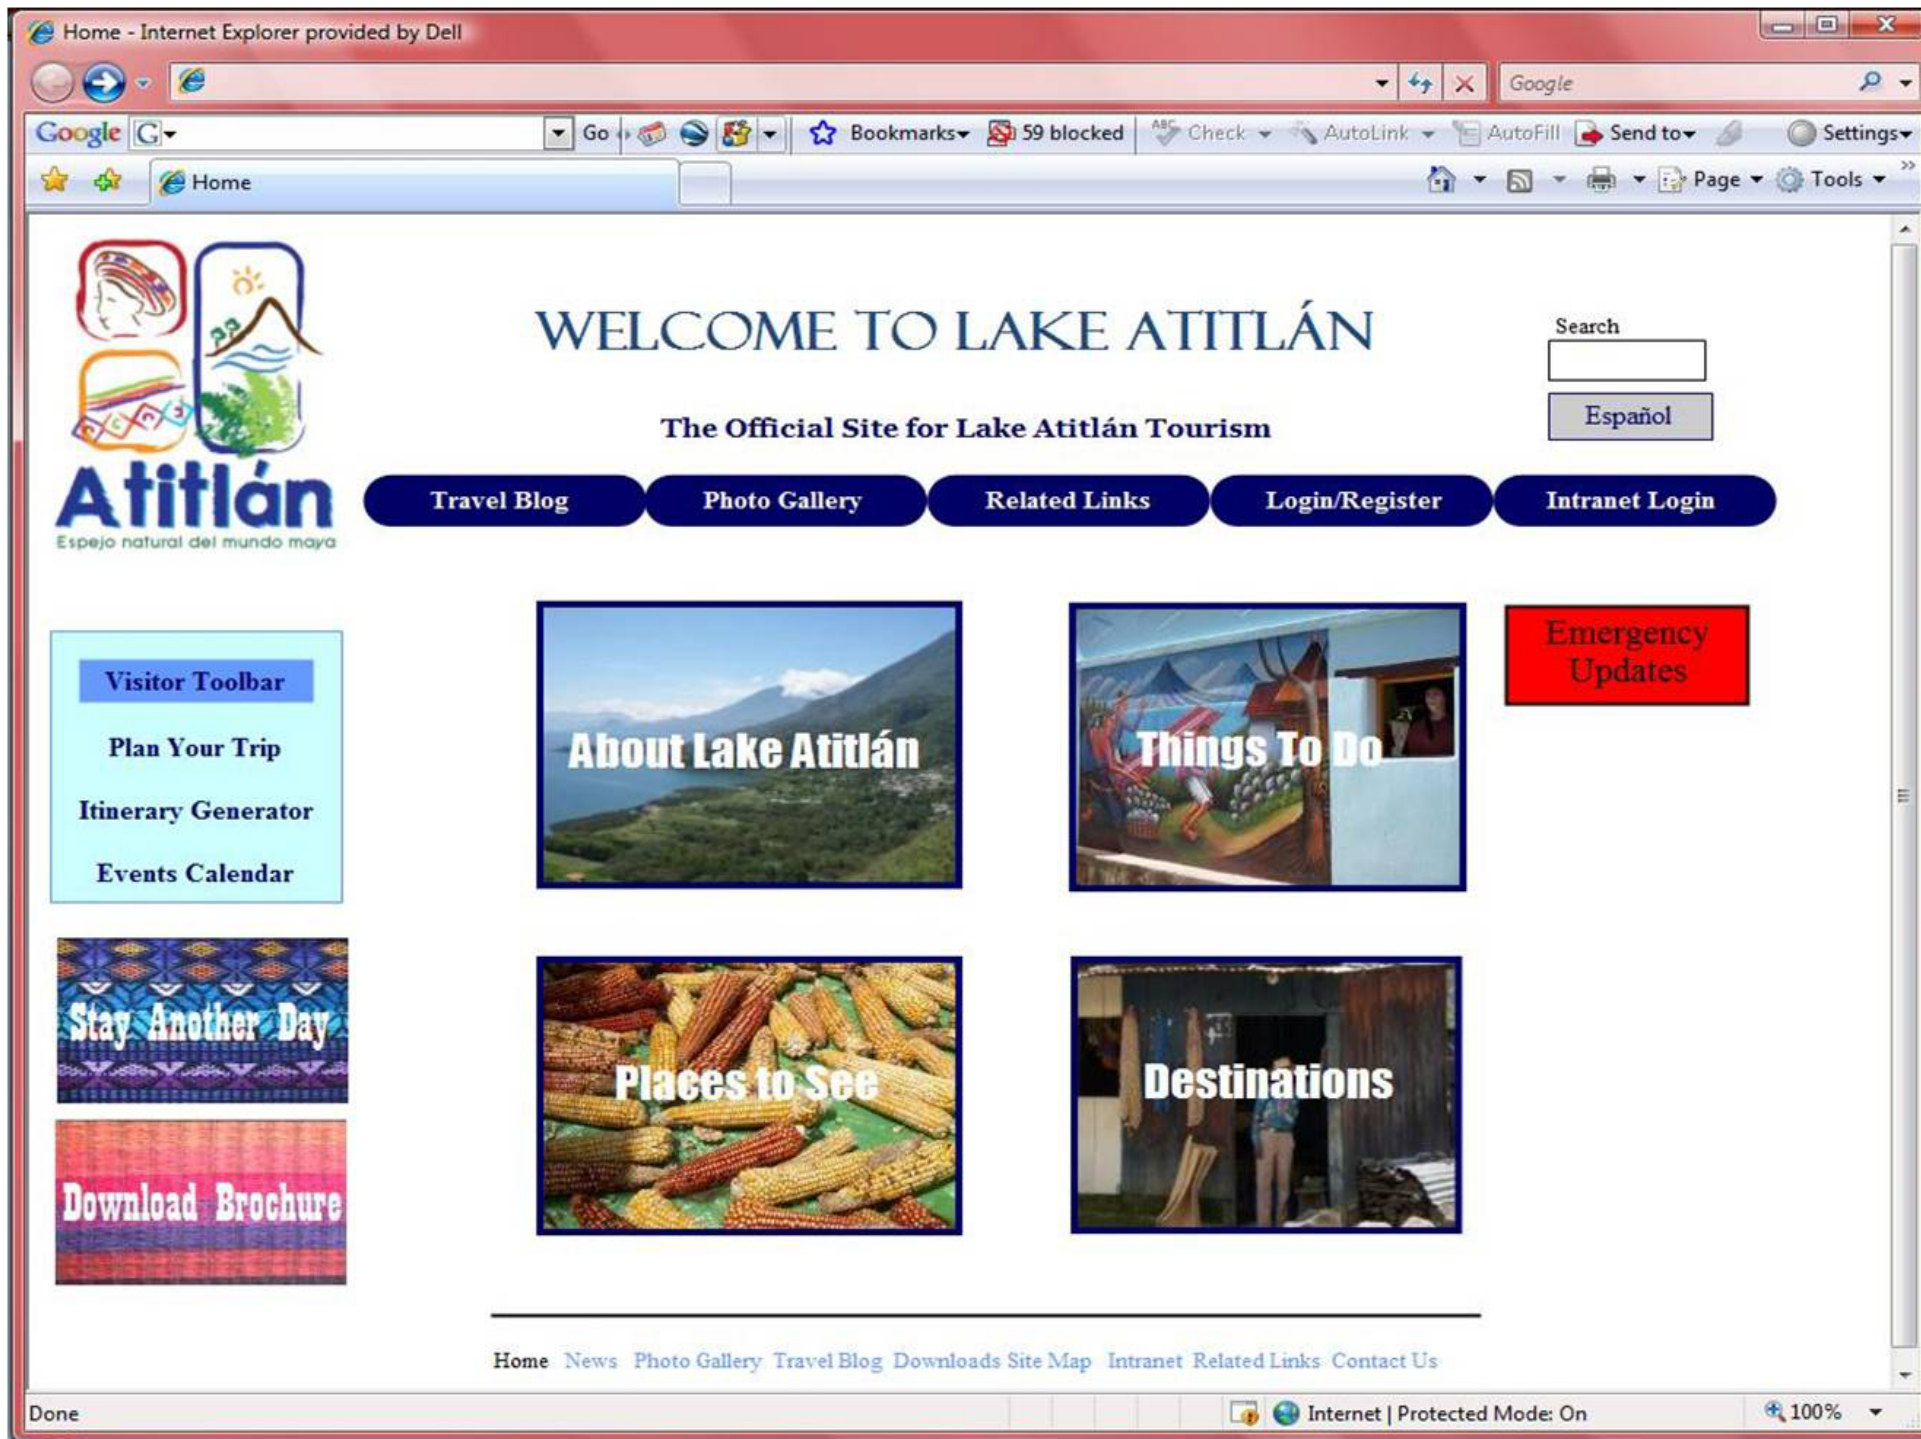 Home - Internet Explorer provided by Dell
Google
Google G Go Bookmarks 59 blocked ABC Check AutoLink AutoFill Send to Settings
Home Page Tools
WELCOME TO LAKE ATITLÁN
Search
The Official Site for Lake Atitlán Tourism
Español
Atitlán
Espejo natural del mundo maya
Travel Blog Photo Gallery Related Links Login/Register Intranet Login
Visitor Toolbar
Plan Your Trip
Itinerary Generator
Events Calendar
Stay Another Day
Download Brochure
About Lake Atitlán
Things To Do
Emergency
Updates
Places to See
Destinations
Home News Photo Gallery Travel Blog Downloads Site Map Intranet Related Links Contact Us
Done Internet | Protected Mode: On 100%